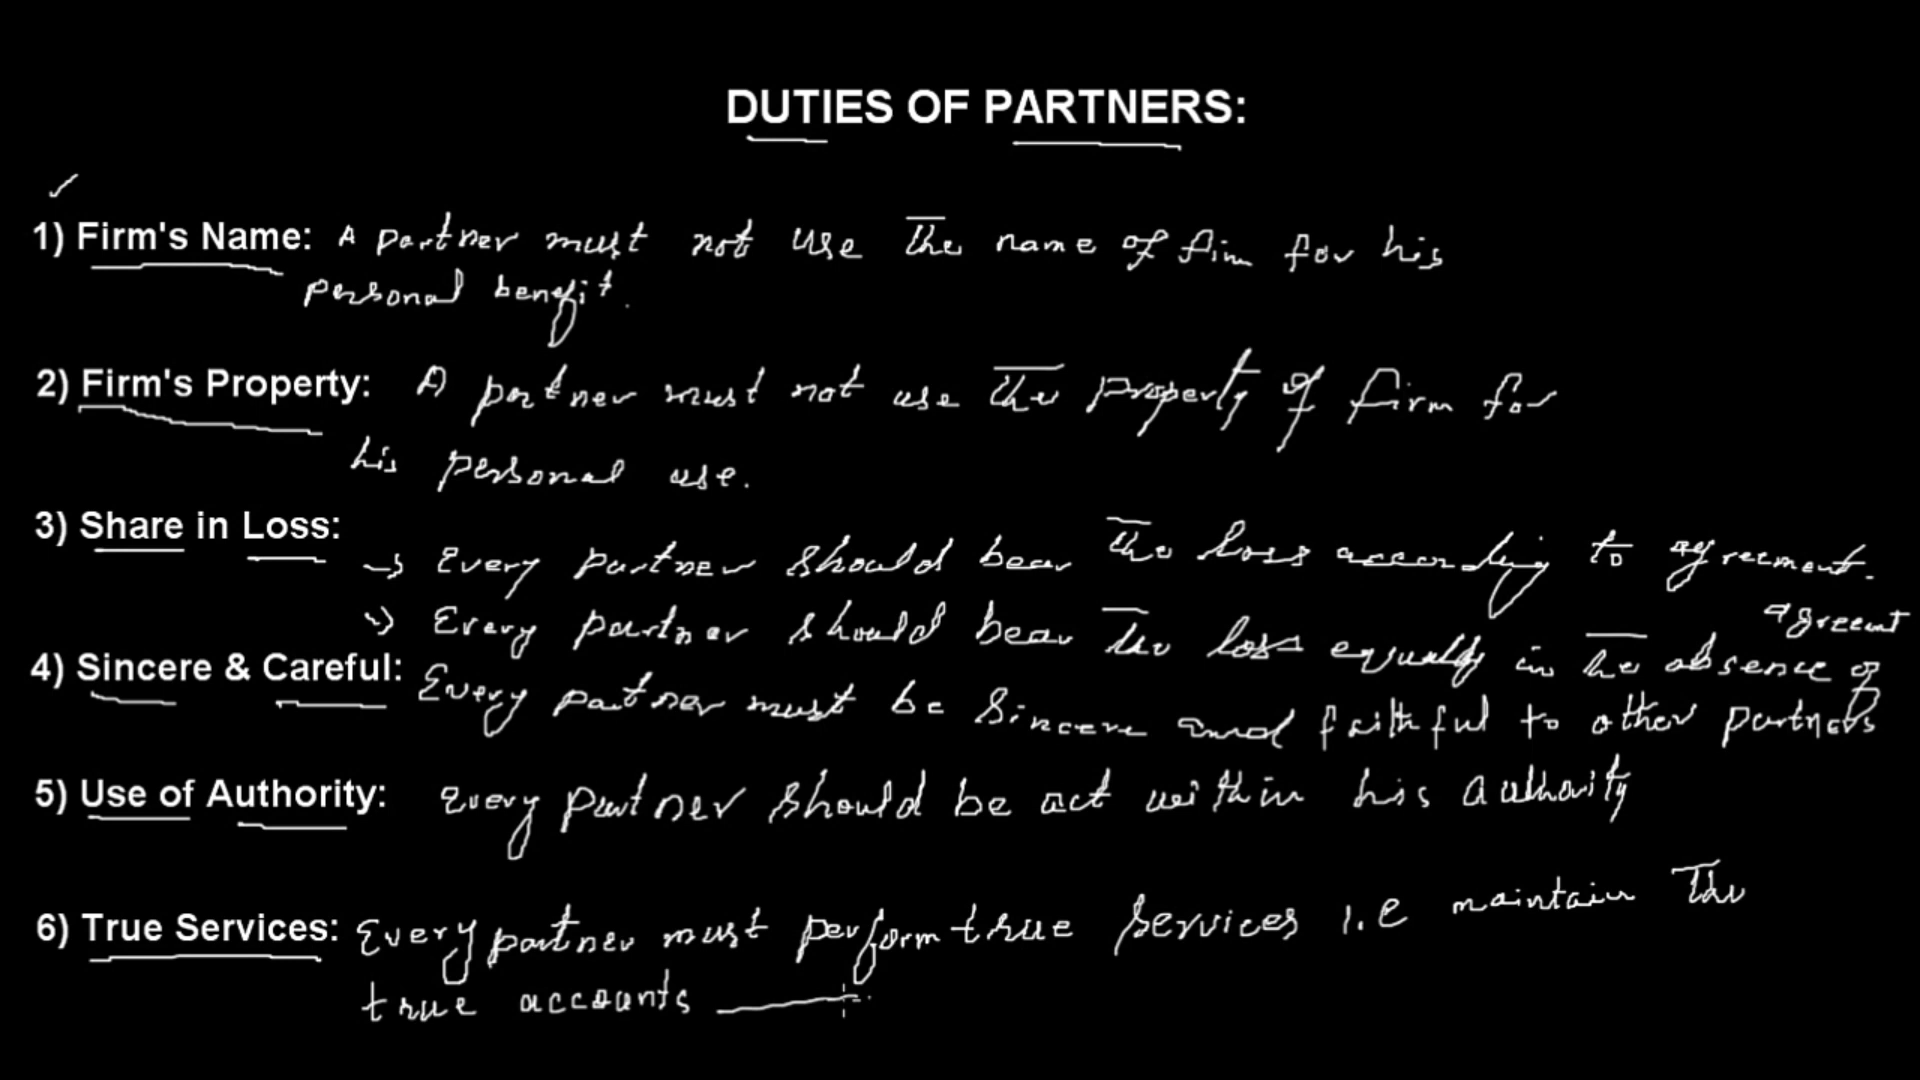 DUTIES OF PARTNERS:
1) Firm's Name: A partner must not use the name of firm for his
personal benefit.
2) Firm's Property: A partner must not use the property of firm for
his personal use.
3) Share in Loss:
→ Every partner should bear the loss according to agreement.
→ Every partner should bear the loss equally in the absence of
agreeent
4) Sincere & Careful: Every partner must be sincere and faithful to other partners
5) Use of Authority: Every partner should be act within his authority
6) True Services: Every partner must perform true services i.e maintain the
true accounts